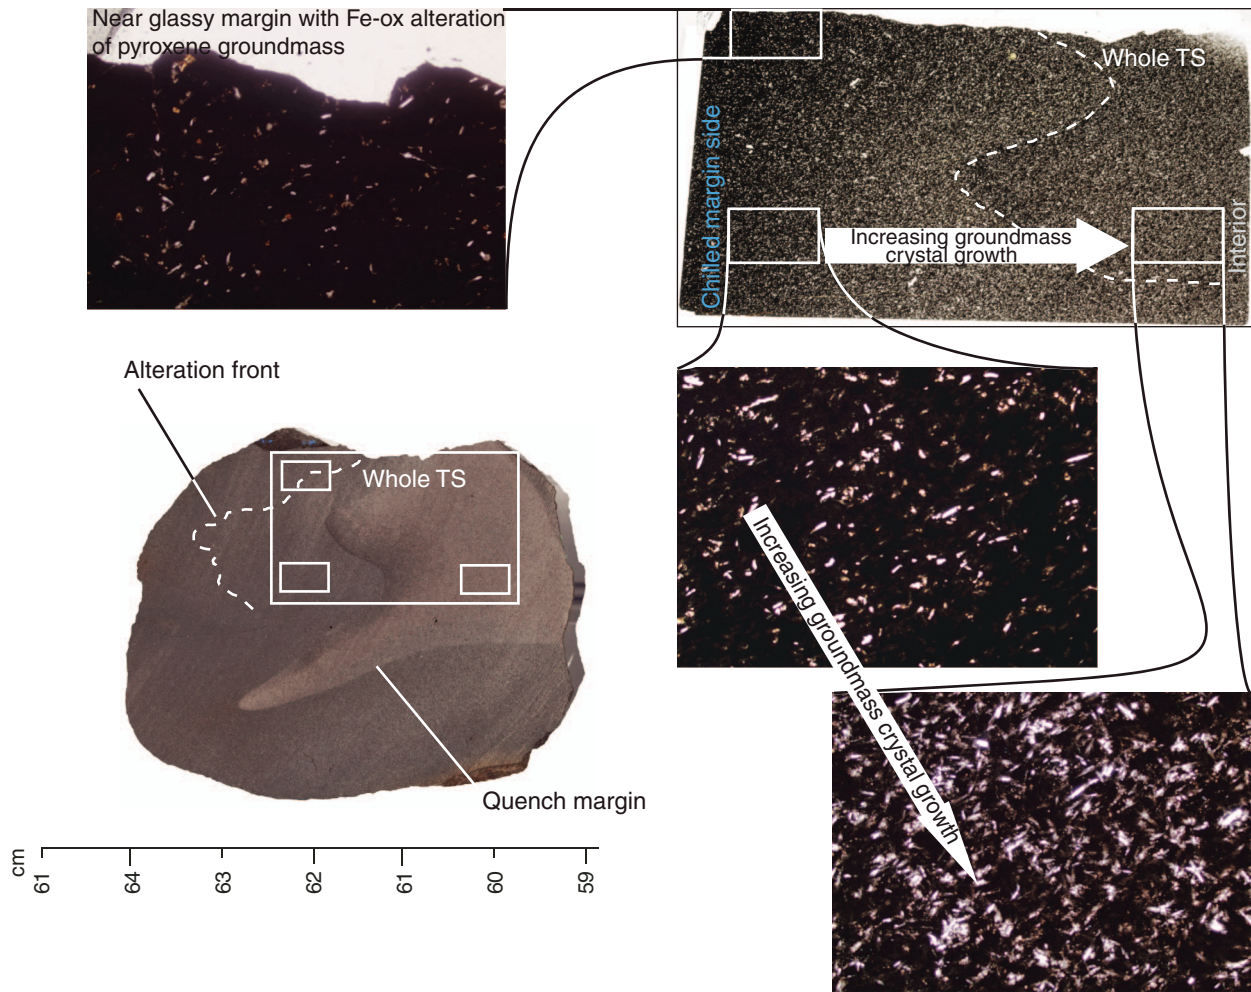 Near glassy margin with Fe-ox alteration
of pyroxene groundmass
Whole TS
Chilled margin side
Increasing groundmass
crystal growth
Interior
Alteration front
Whole TS
Increasing groundmass crystal growth
Quench margin
cm
61
64
63
62
61
60
59